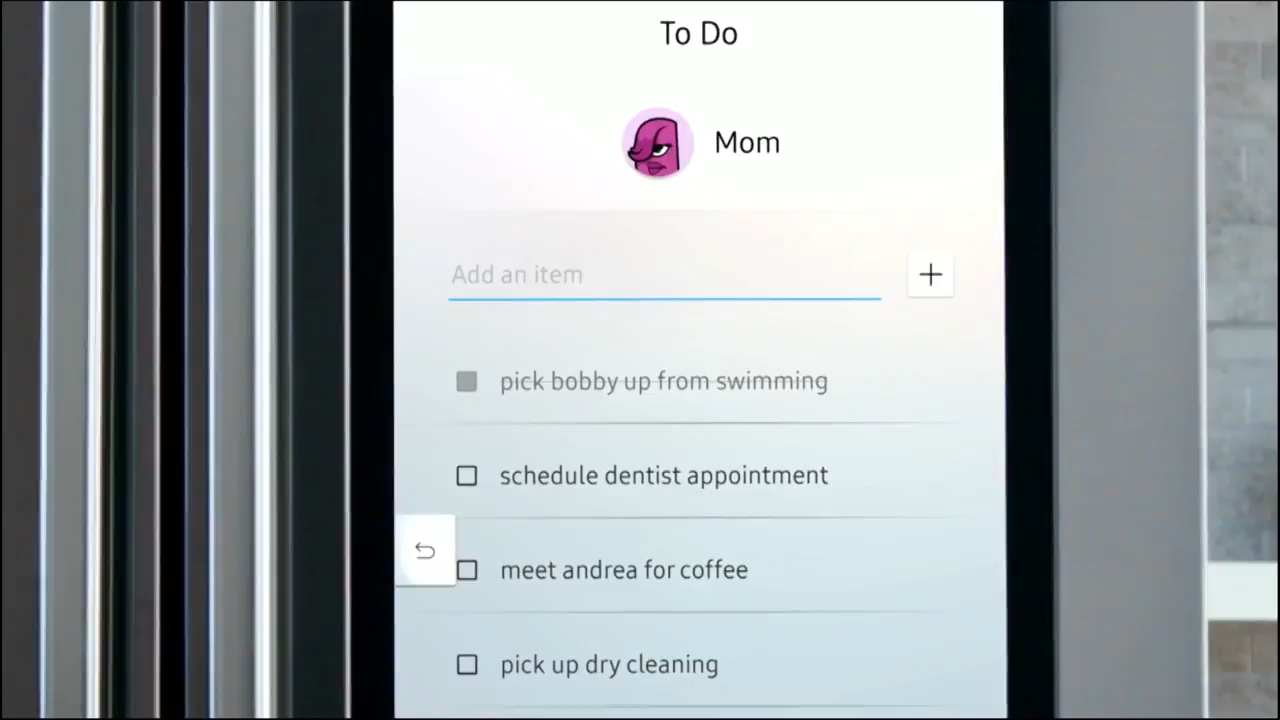 To Do
Mom
Add an item
pick bobby up from swimming
schedule dentist appointment
meet andrea for coffee
pick up dry cleaning